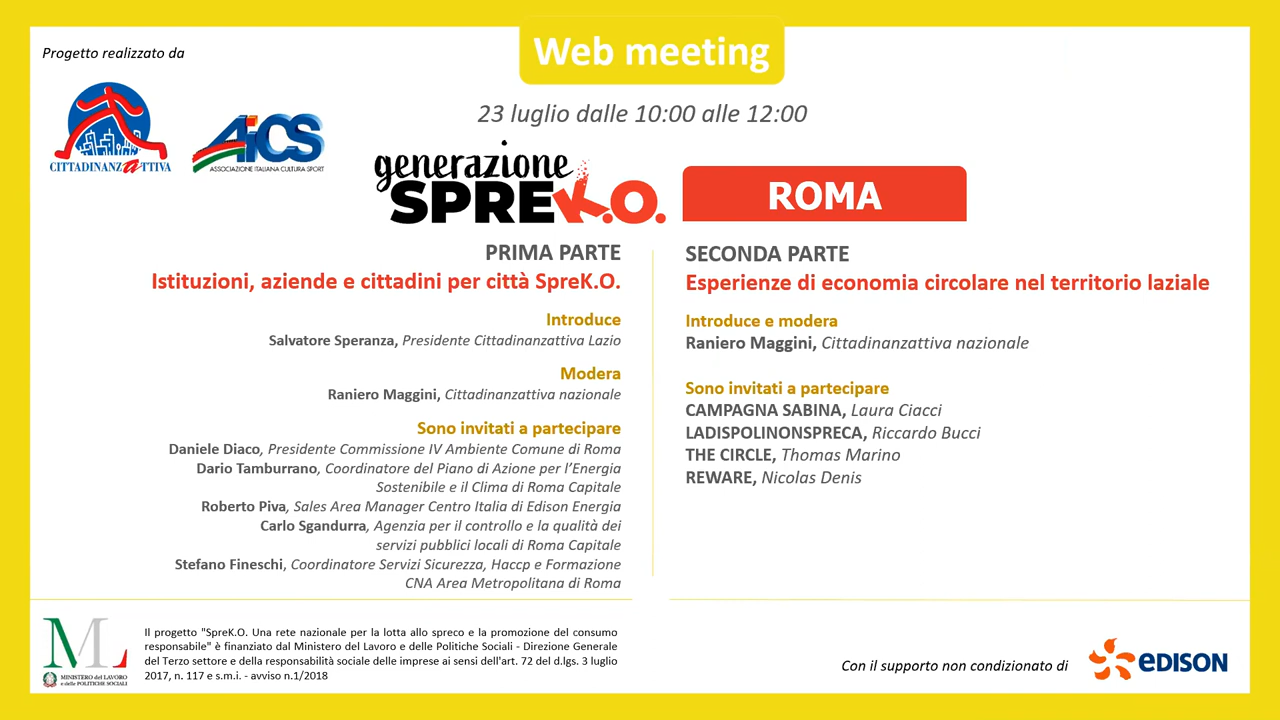 Web meeting
Progetto realizzato da
CITTADINANZATTIVA
AiCS
ASSOCIAZIONE ITALIANA CULTURA SPORT
23 luglio dalle 10:00 alle 12:00
generazione
SPREK.O.
ROMA
PRIMA PARTE
Istituzioni, aziende e cittadini per città SpreK.O.
Introduce
Salvatore Speranza, Presidente Cittadinanzattiva Lazio
Modera
Raniero Maggini, Cittadinanzattiva nazionale
Sono invitati a partecipare
Daniele Diaco, Presidente Commissione IV Ambiente Comune di Roma
Dario Tamburrano, Coordinatore del Piano di Azione per l’Energia
Sostenibile e il Clima di Roma Capitale
Roberto Piva, Sales Area Manager Centro Italia di Edison Energia
Carlo Sgandurra, Agenzia per il controllo e la qualità dei
servizi pubblici locali di Roma Capitale
Stefano Fineschi, Coordinatore Servizi Sicurezza, Haccp e Formazione
CNA Area Metropolitana di Roma
SECONDA PARTE
Esperienze di economia circolare nel territorio laziale
Introduce e modera
Raniero Maggini, Cittadinanzattiva nazionale
Sono invitati a partecipare
CAMPAGNA SABINA, Laura Ciacci
LADISPOLINONSPRECA, Riccardo Bucci
THE CIRCLE, Thomas Marino
REWARE, Nicolas Denis
ML
MINISTERO del LAVORO
e delle POLITICHE SOCIALI
Il progetto "SpreK.O. Una rete nazionale per la lotta allo spreco e la promozione del consumo
responsabile" è finanziato dal Ministero del Lavoro e delle Politiche Sociali - Direzione Generale
del Terzo settore e della responsabilità sociale delle imprese ai sensi dell'art. 72 del d.lgs. 3 luglio
2017, n. 117 e s.m.i. - avviso n.1/2018
Con il supporto non condizionato di
EDISON